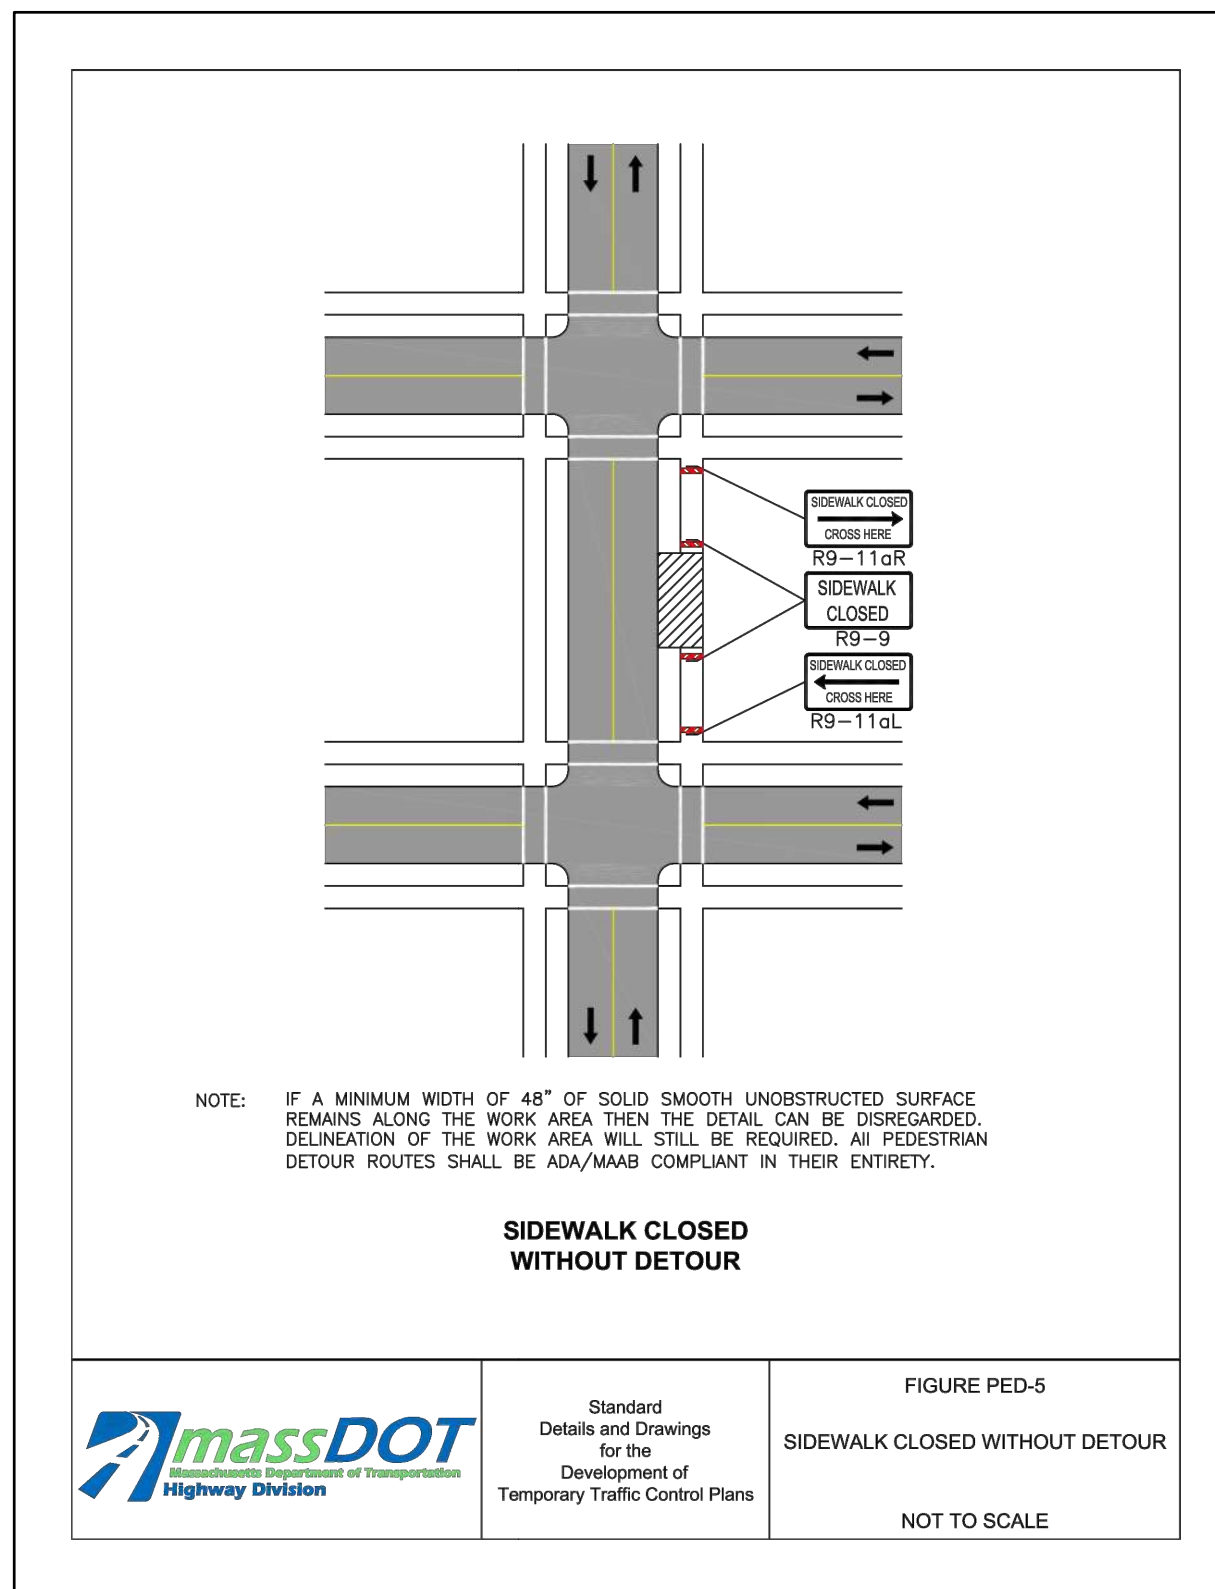 SIDEWALK CLOSED
CROSS HERE
R9-11aR
SIDEWALK
CLOSED
R9-9
SIDEWALK CLOSED
CROSS HERE
R9-11aL
NOTE: IF A MINIMUM WIDTH OF 48" OF SOLID SMOOTH UNOBSTRUCTED SURFACE
REMAINS ALONG THE WORK AREA THEN THE DETAIL CAN BE DISREGARDED.
DELINEATION OF THE WORK AREA WILL STILL BE REQUIRED. All PEDESTRIAN
DETOUR ROUTES SHALL BE ADA/MAAB COMPLIANT IN THEIR ENTIRETY.
SIDEWALK CLOSED
WITHOUT DETOUR
massDOT
Massachusetts Department of Transportation
Highway Division
Standard
Details and Drawings
for the
Development of
Temporary Traffic Control Plans
FIGURE PED-5
SIDEWALK CLOSED WITHOUT DETOUR
NOT TO SCALE